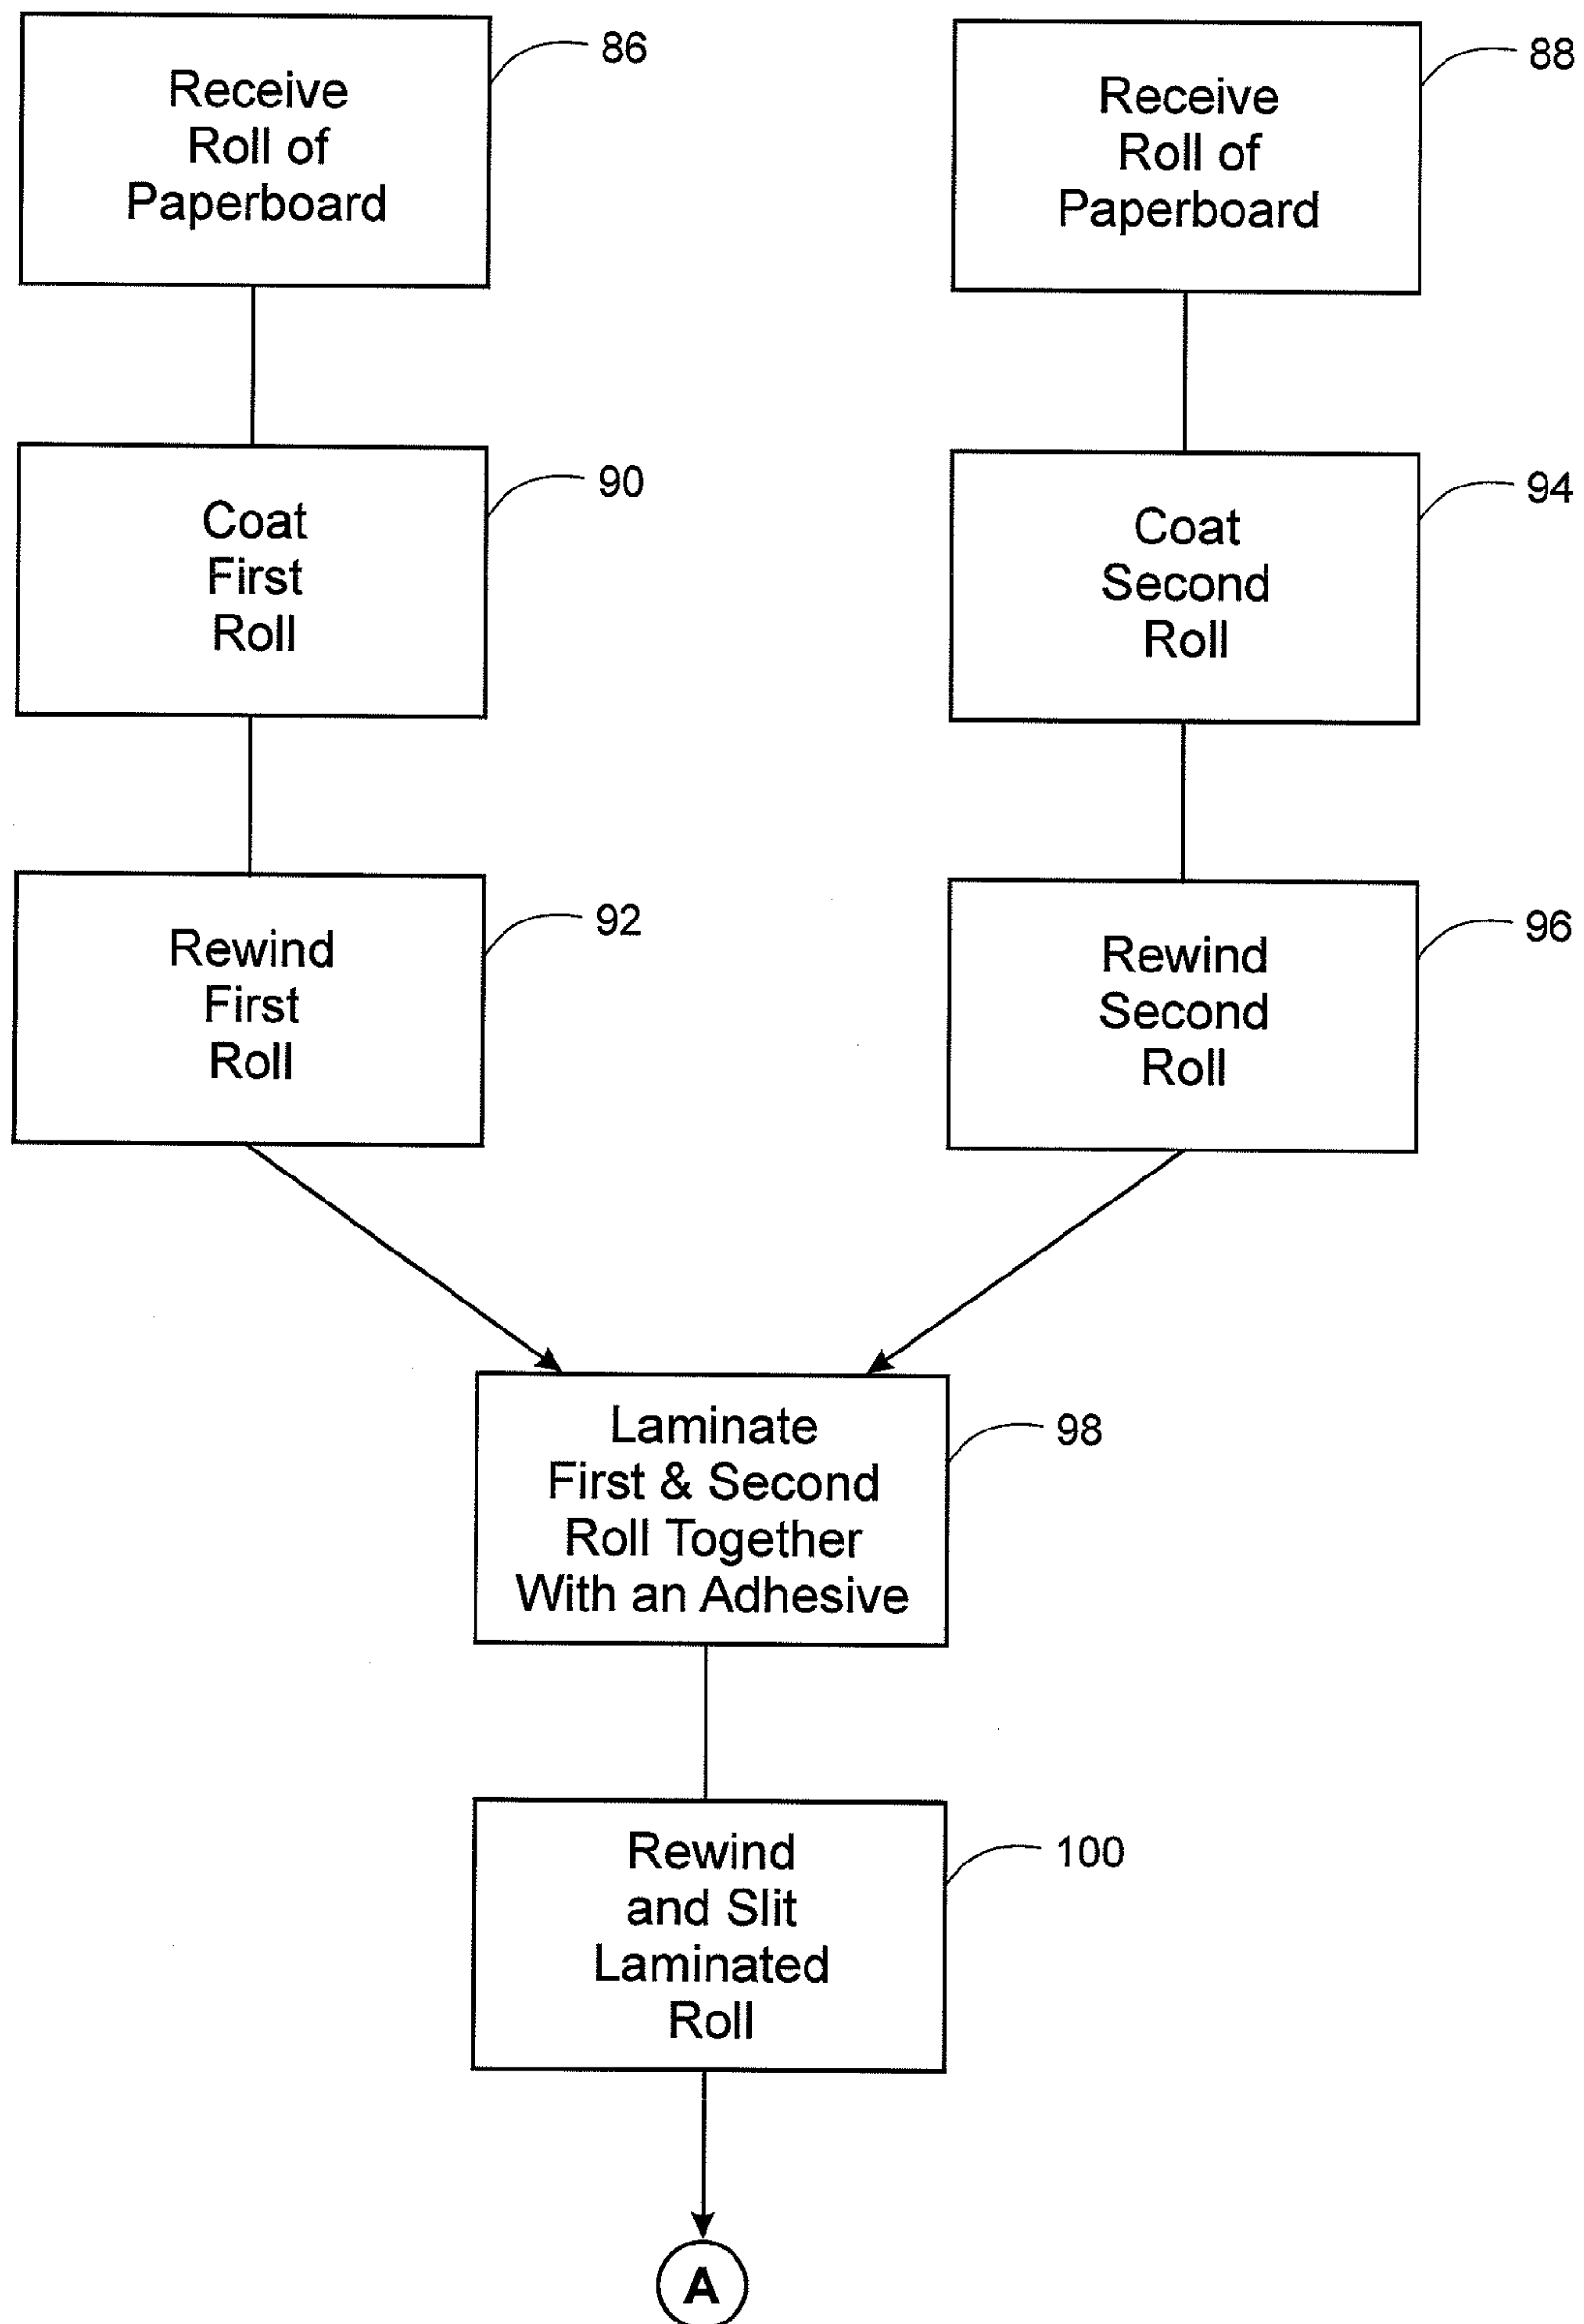 Receive
Roll of
Paperboard
86
Receive
Roll of
Paperboard
88
Coat
First
Roll
90
Coat
Second
Roll
94
Rewind
First
Roll
92
Rewind
Second
Roll
96
Laminate
First & Second
Roll Together
With an Adhesive
98
Rewind
and Slit
Laminated
Roll
100
A